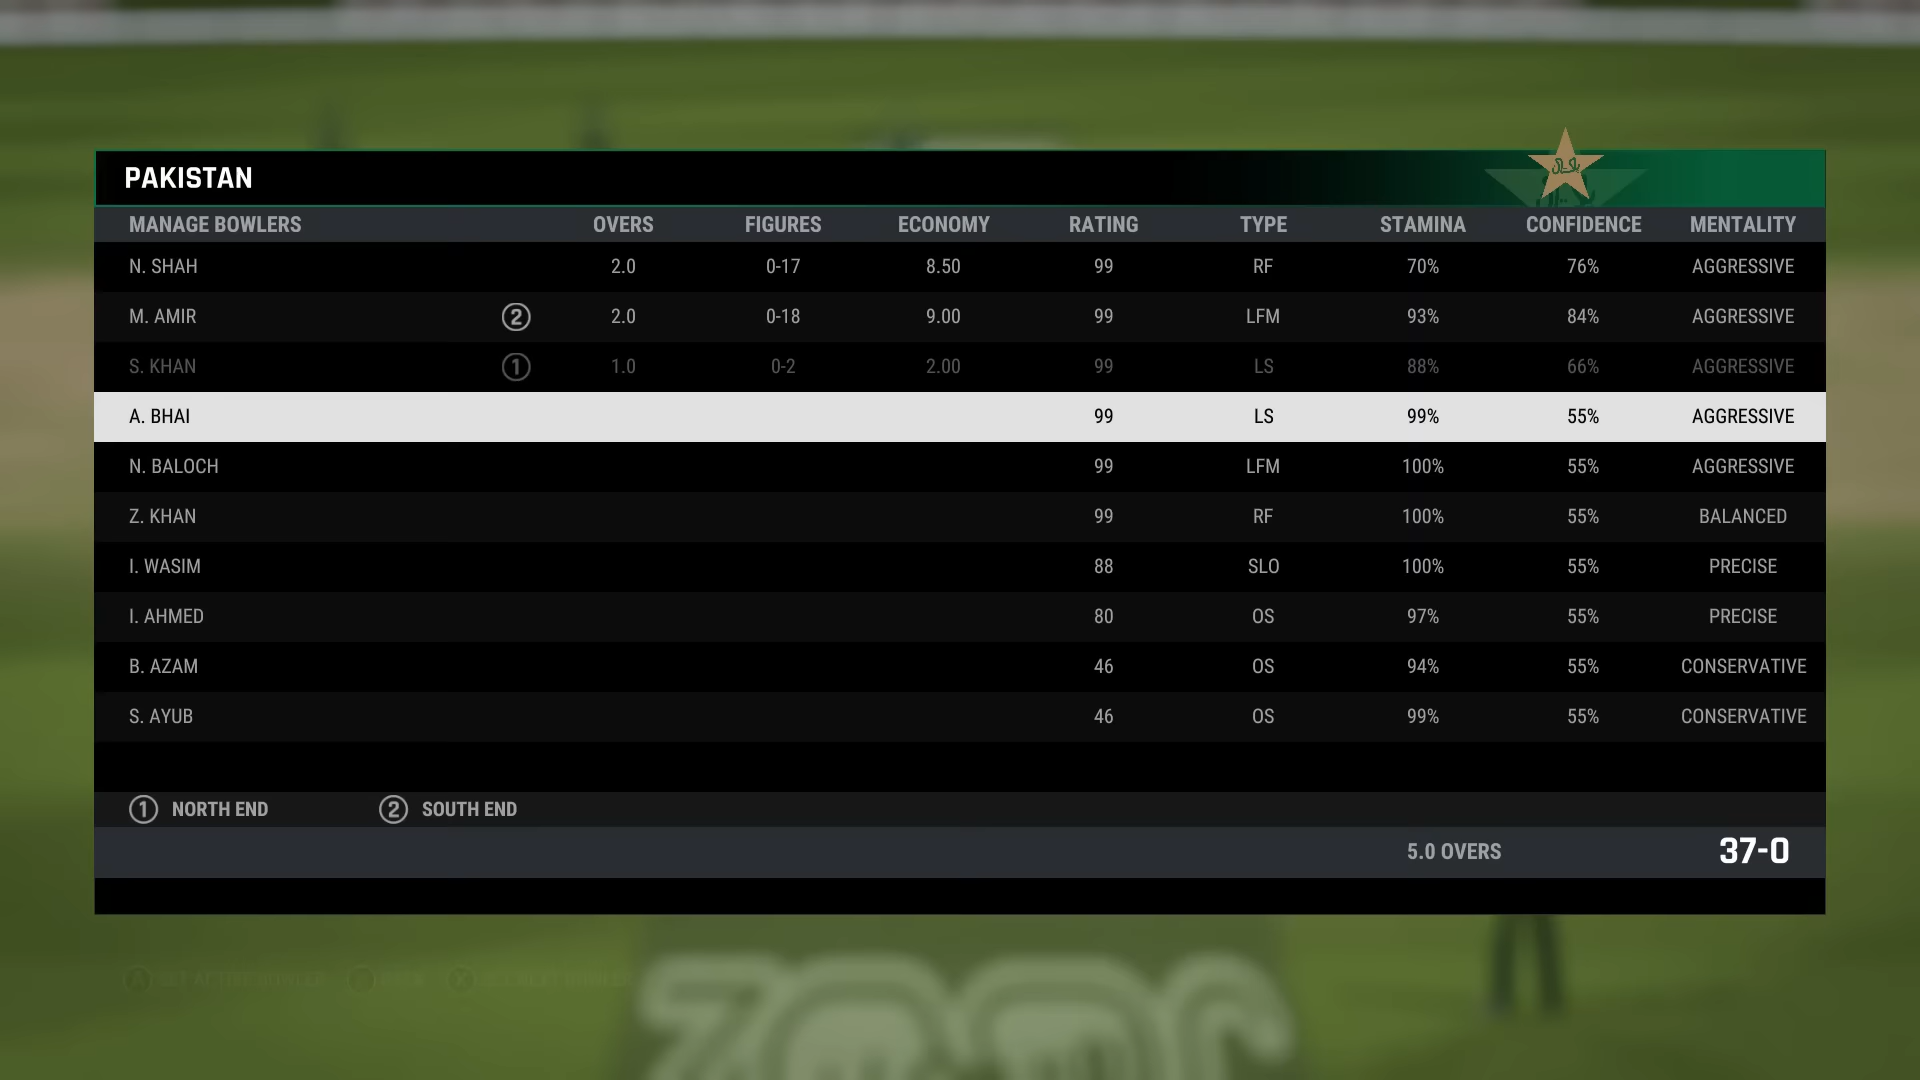 PAKISTAN
MANAGE BOWLERS OVERS FIGURES ECONOMY RATING TYPE STAMINA CONFIDENCE MENTALITY
N. SHAH 2.0 0-17 8.50 99 RF 70% 76% AGGRESSIVE
M. AMIR 2 2.0 0-18 9.00 99 LFM 93% 84% AGGRESSIVE
S. KHAN 1 1.0 0-2 2.00 99 LS 88% 66% AGGRESSIVE
A. BHAI 99 LS 99% 55% AGGRESSIVE
N. BALOCH 99 LFM 100% 55% AGGRESSIVE
Z. KHAN 99 RF 100% 55% BALANCED
I. WASIM 88 SLO 100% 55% PRECISE
I. AHMED 80 OS 97% 55% PRECISE
B. AZAM 46 OS 94% 55% CONSERVATIVE
S. AYUB 46 OS 99% 55% CONSERVATIVE
1 NORTH END 2 SOUTH END
5.0 OVERS 37-0